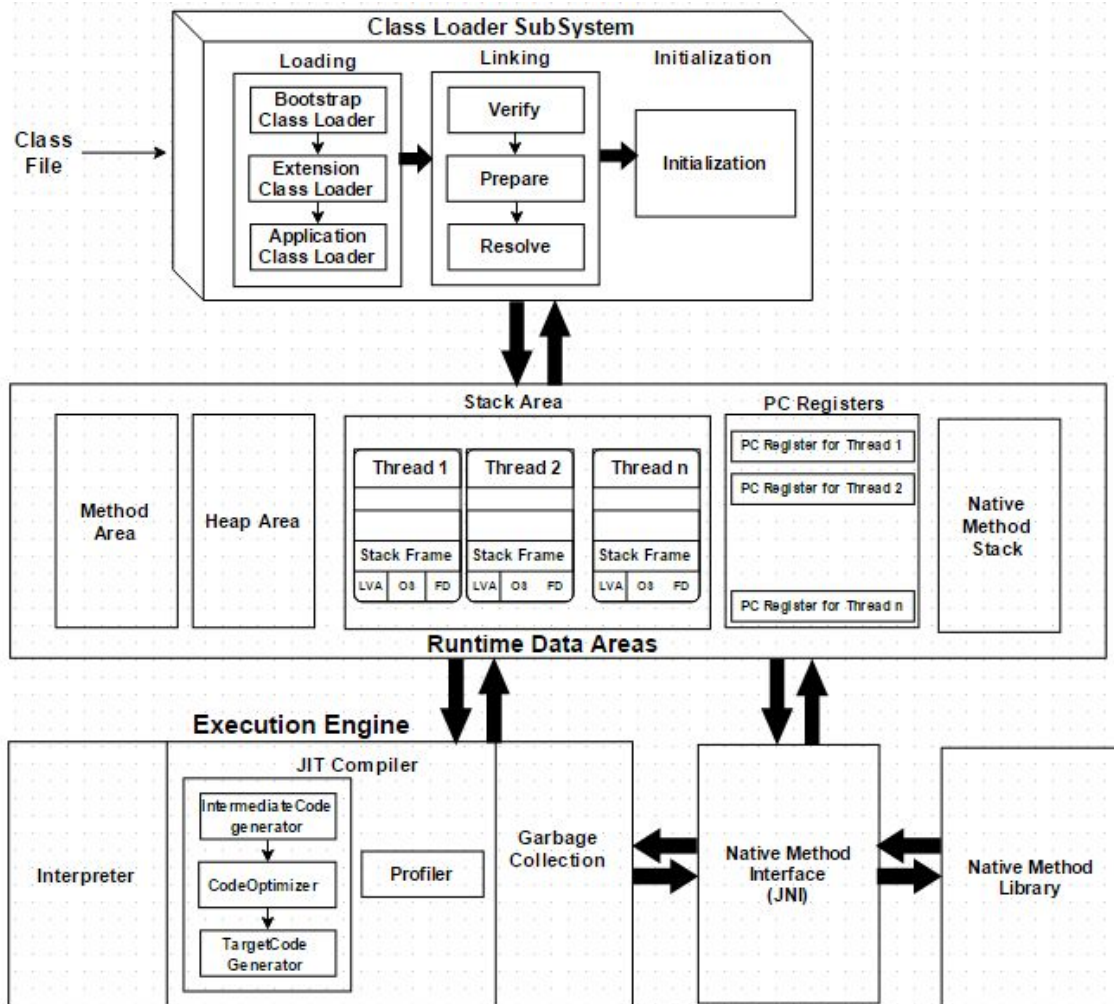 Class Loader SubSystem
Loading
Linking
Initialization
Class
File
Bootstrap
Class Loader
Extension
Class Loader
Application
Class Loader
Verify
Prepare
Resolve
Initialization
Stack Area
PC Registers
Method
Area
Heap Area
Thread 1
Thread 2
Thread n
Stack Frame
Stack Frame
Stack Frame
LVA OS FD
LVA OS FD
LVA OS FD
PC Register for Thread 1
PC Register for Thread 2
PC Register for Thread n
Native
Method
Stack
Runtime Data Areas
Execution Engine
Interpreter
JIT Compiler
IntermediateCode
generator
CodeOptimizer
TargetCode
Generator
Profiler
Garbage
Collection
Native Method
Interface
(JNI)
Native Method
Library